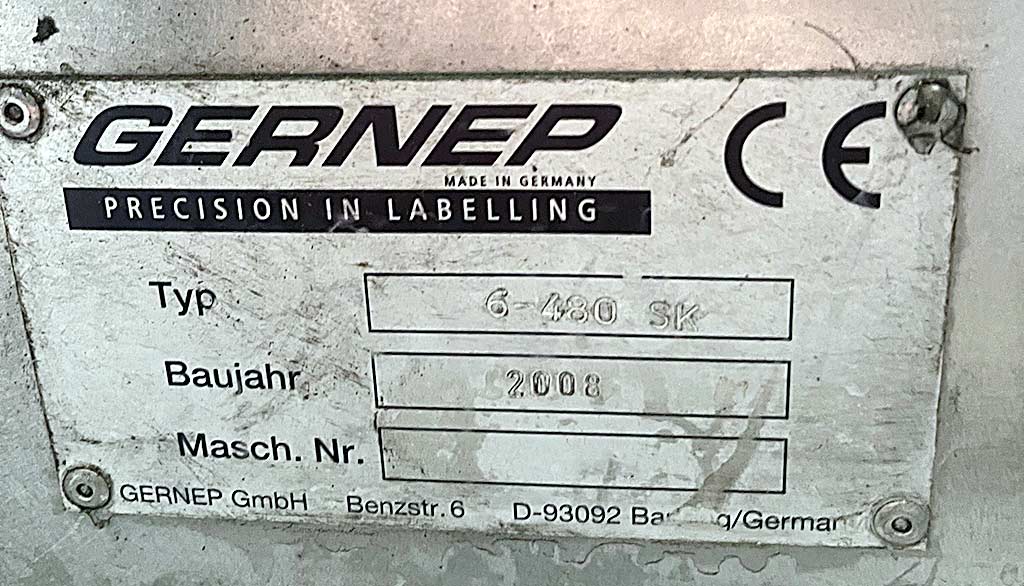 GERNEP
CE
MADE IN GERMANY
PRECISION IN LABELLING
Typ 6-480 SK
Baujahr 2008
Masch. Nr.
GERNEP GmbH Benzstr. 6 D-93092